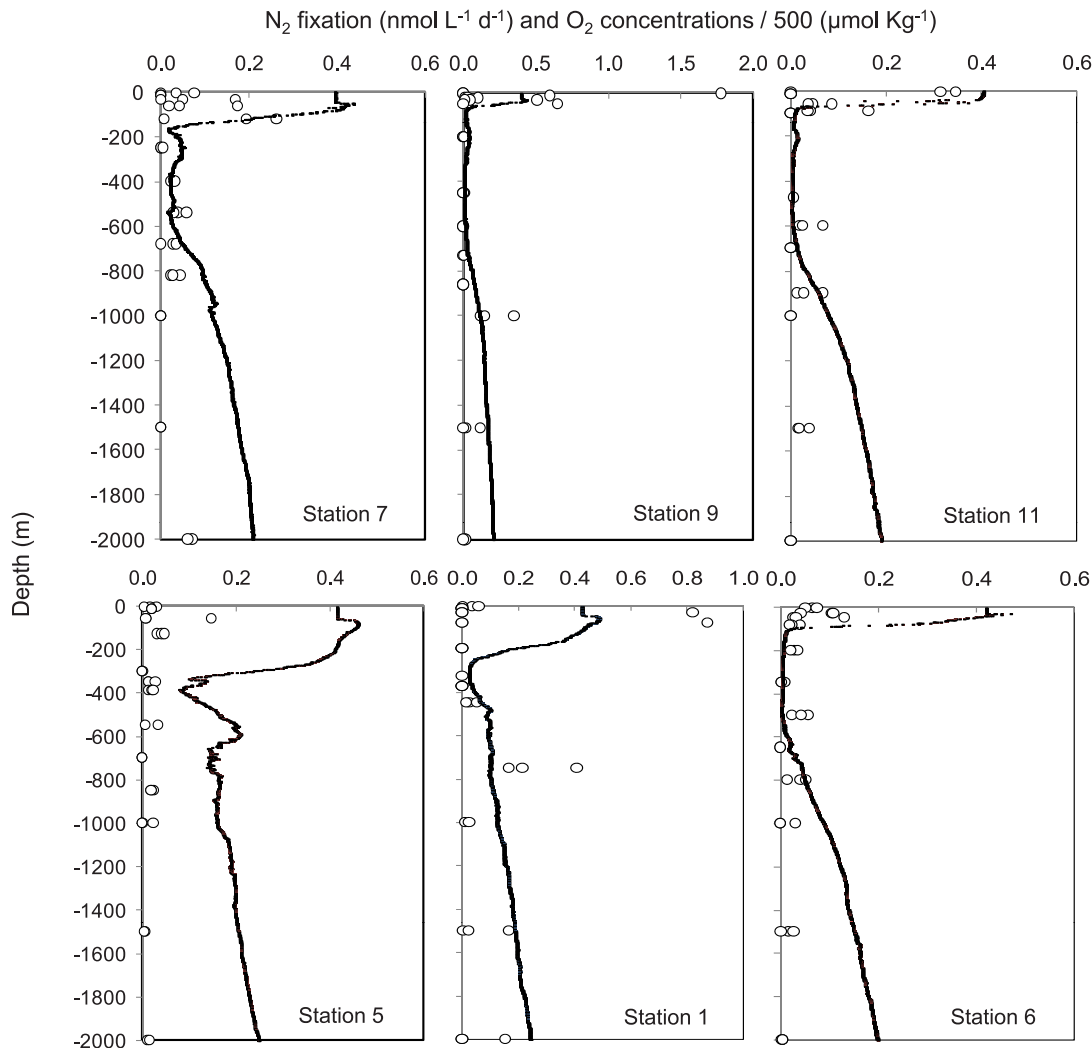 N₂ fixation (nmol L⁻¹ d⁻¹) and O₂ concentrations / 500 (µmol Kg⁻¹)
0.0 0.2 0.4 0.6
0.0 0.5 1.0 1.5 2.0
0.0 0.2 0.4 0.6
0
-200
-400
-600
-800
-1000
-1200
-1400
-1600
-1800
-2000
Station 7
Station 9
Station 11
Depth (m)
0.0 0.2 0.4 0.6
0.0 0.2 0.4 0.6 0.8 1.0
0.0 0.2 0.4 0.6
0
-200
-400
-600
-800
-1000
-1200
-1400
-1600
-1800
-2000
Station 5
Station 1
Station 6